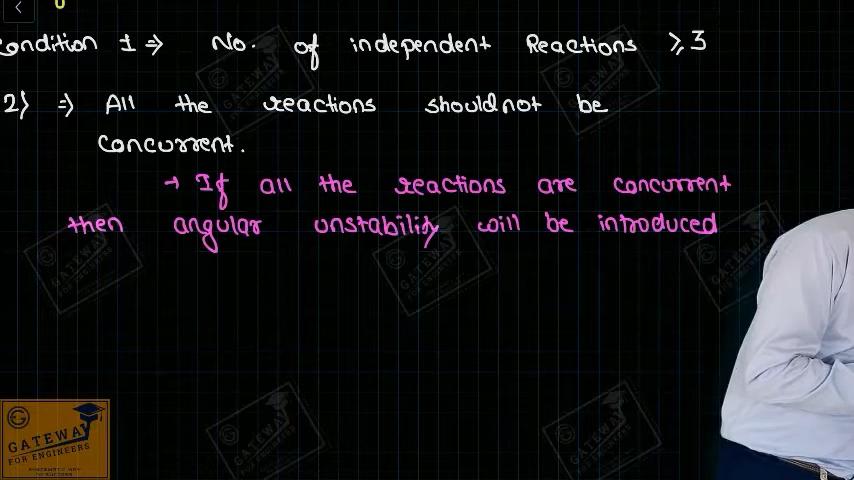 Condition 1 ⇒ No. of independent Reactions ≥ 3
2) ⇒ All the reactions should not be
concurrent.
→ If all the reactions are concurrent
then angular unstability will be introduced
GATEWAY
FOR ENGINEERS